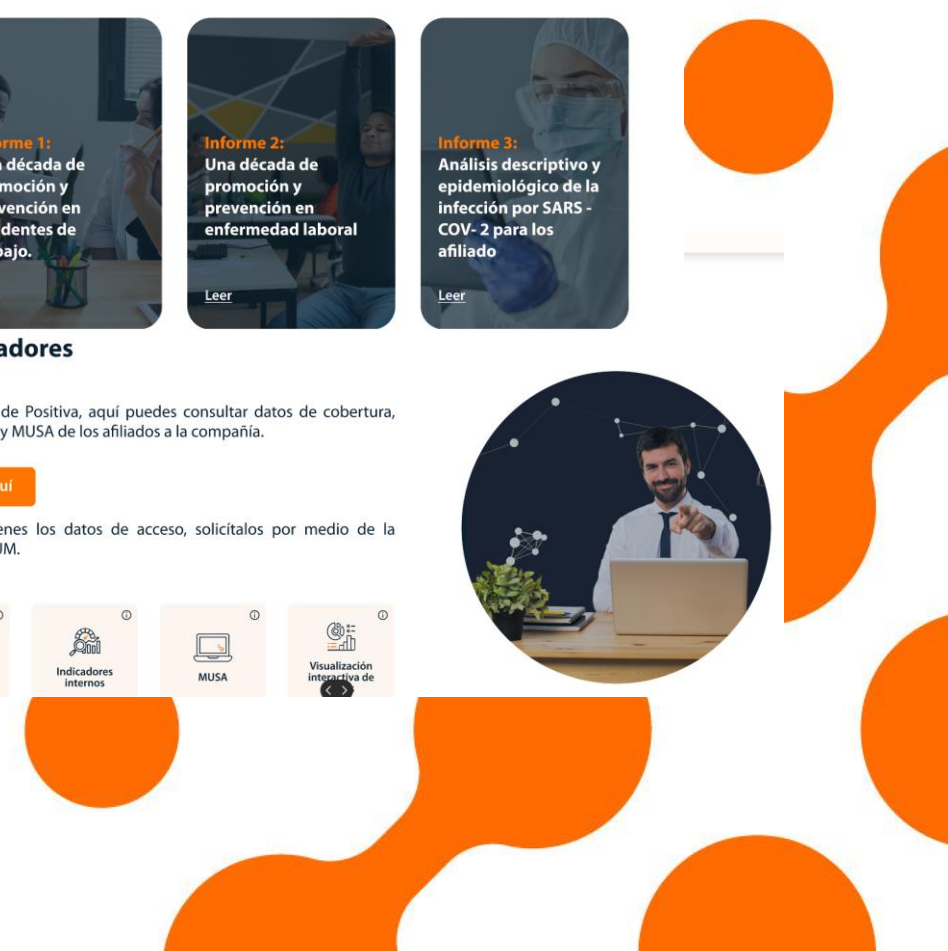 orme 1:
década de
moción y
vención en
dentes de
bajo.
Informe 2:
Una década de
promoción y
prevención en
enfermedad laboral
Leer
Informe 3:
Análisis descriptivo y
epidemiológico de la
infección por SARS -
COV- 2 para los
afiliado
Leer
adores
de Positiva, aquí puedes consultar datos de cobertura,
y MUSA de los afiliados a la compañía.
uí
enes los datos de acceso, solicítalos por medio de la
UM.
Indicadores
internos
MUSA
Visualización
interactiva de